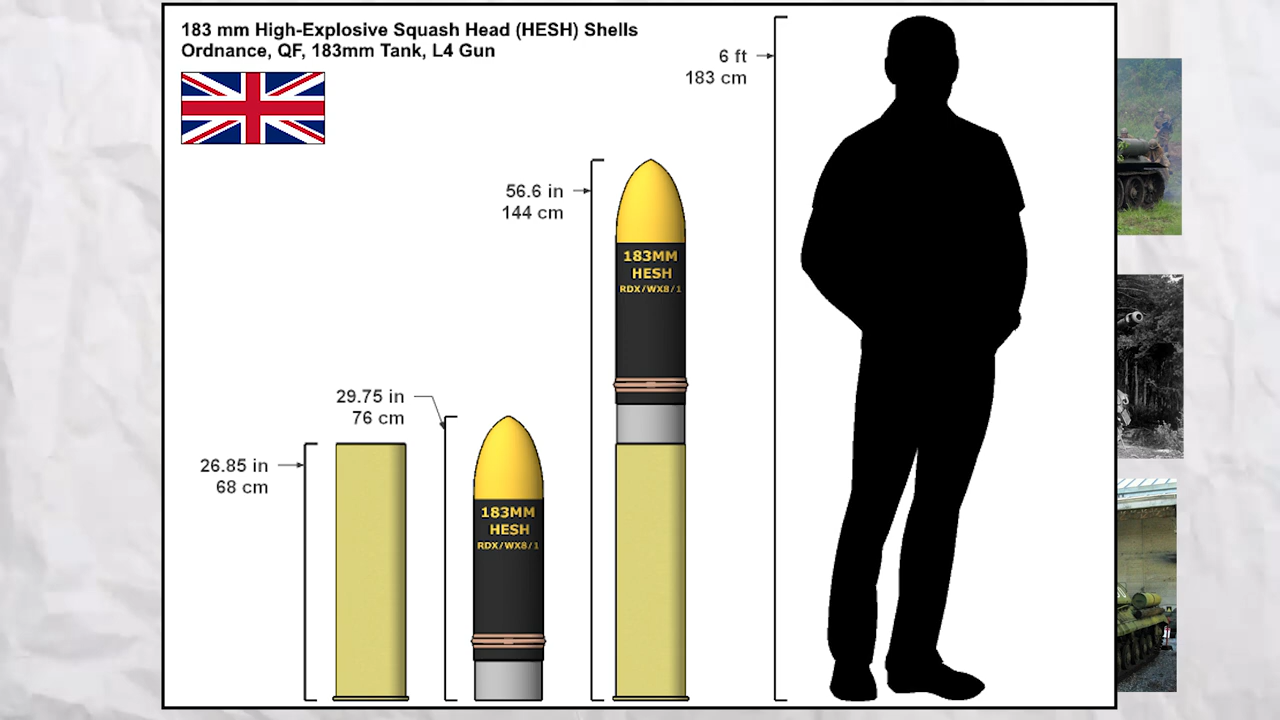 183 mm High-Explosive Squash Head (HESH) Shells
Ordnance, QF, 183mm Tank, L4 Gun
6 ft
183 cm
56.6 in
144 cm
183MM
HESH
RDX/WX8/1
29.75 in
76 cm
26.85 in
68 cm
183MM
HESH
RDX/WX8/1